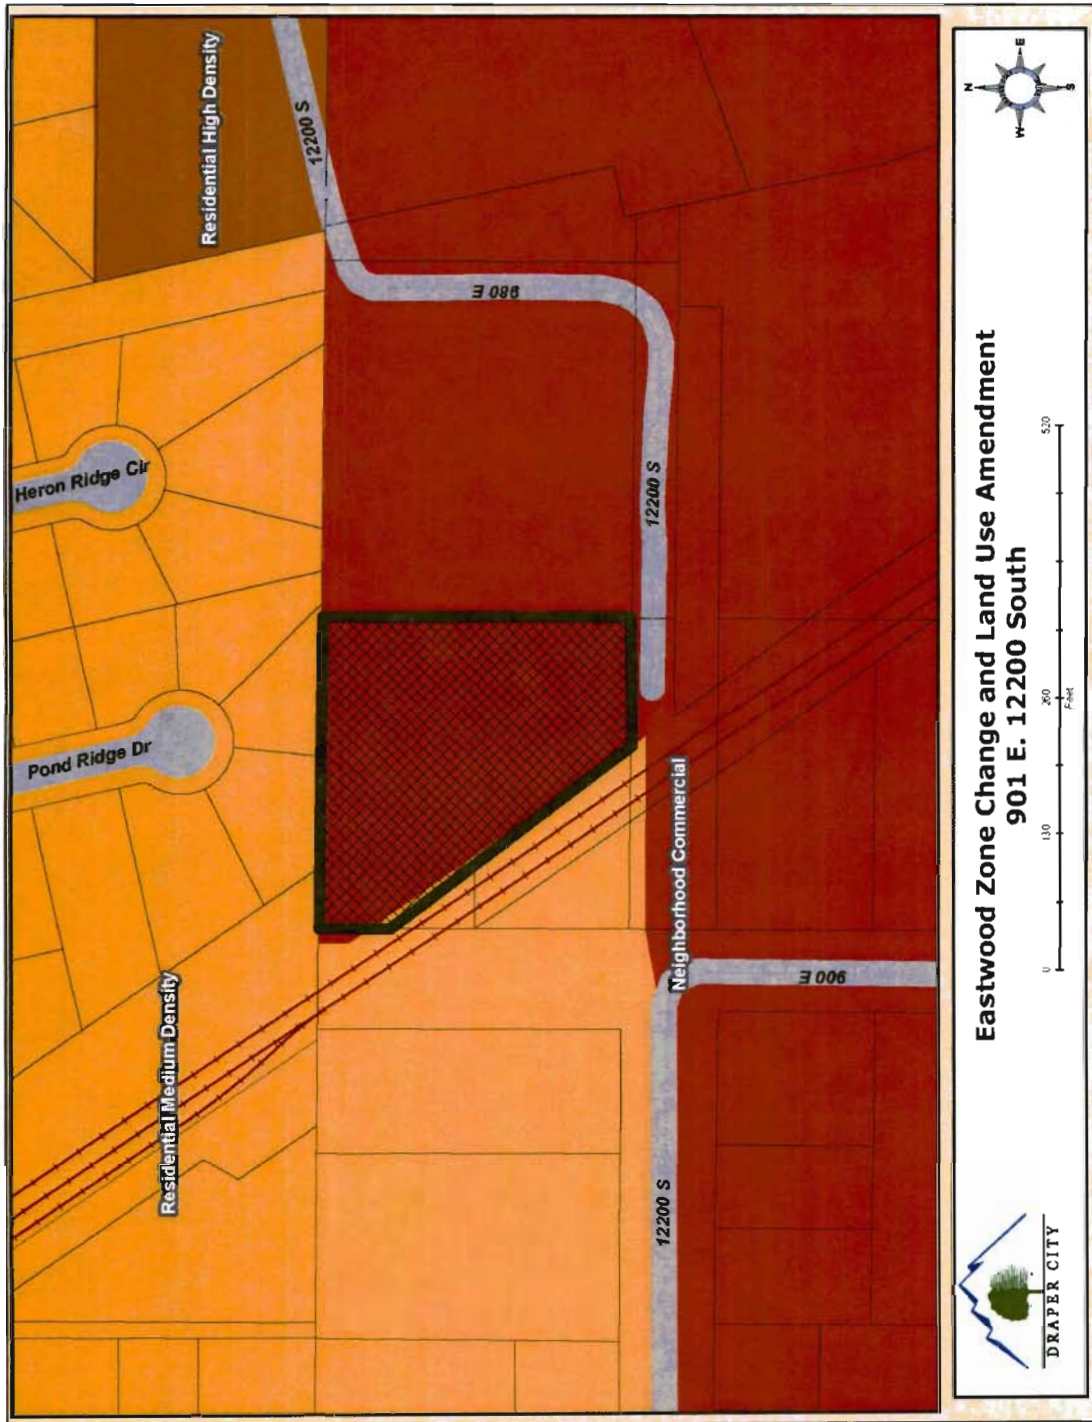 Residential High Density
12200 S
Heron Ridge Cir
980 E
Pond Ridge Dr
12200 S
Residential Medium Density
Neighborhood Commercial
900 E
12200 S
Eastwood Zone Change and Land Use Amendment
901 E. 12200 South
0 130 260 520
Feet
N
W E
S
DRAPER CITY